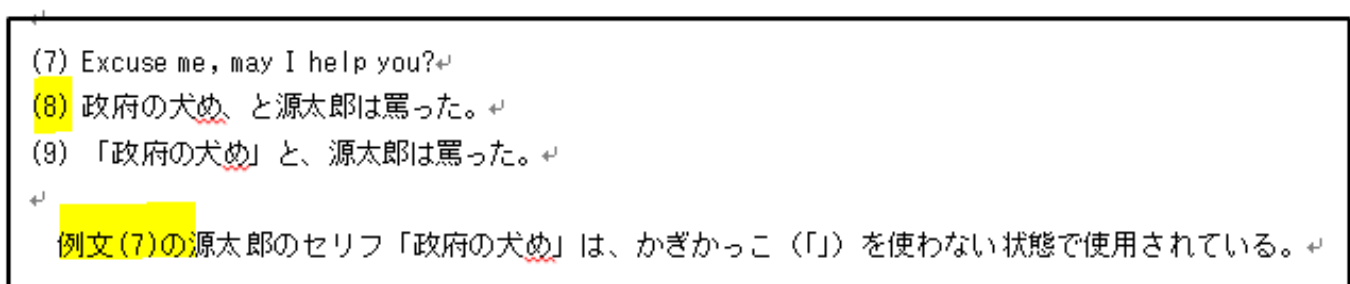 (7) Excuse me, may I help you?↵
(8) 政府の犬め、と源太郎は罵った。↵
(9) 「政府の犬め」と、源太郎は罵った。↵
↵
例文(7)の源太郎のセリフ「政府の犬め」は、かぎかっこ（「」）を使わない状態で使用されている。↵